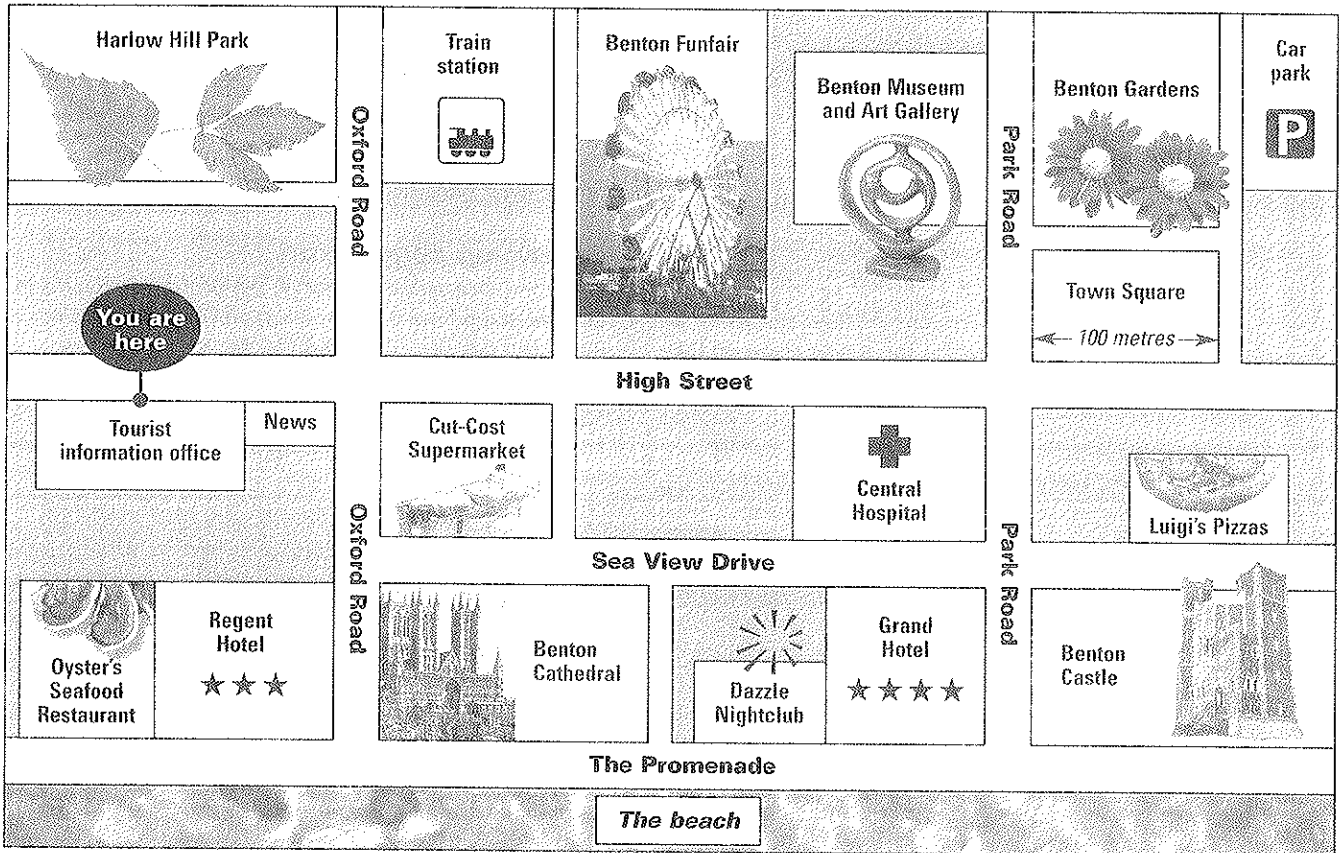 Harlow Hill Park
Train
station
Benton Funfair
Benton Museum
and Art Gallery
Benton Gardens
Car
park
P
Oxford Road
Park Road
Town Square
100 metres
You are
here
High Street
Tourist
information office
News
Cut-Cost
Supermarket
Central
Hospital
Luigi's Pizzas
Oxford Road
Park Road
Sea View Drive
Oyster's
Seafood
Restaurant
Regent
Hotel
Benton
Cathedral
Dazzle
Nightclub
Grand
Hotel
Benton
Castle
The Promenade
The beach